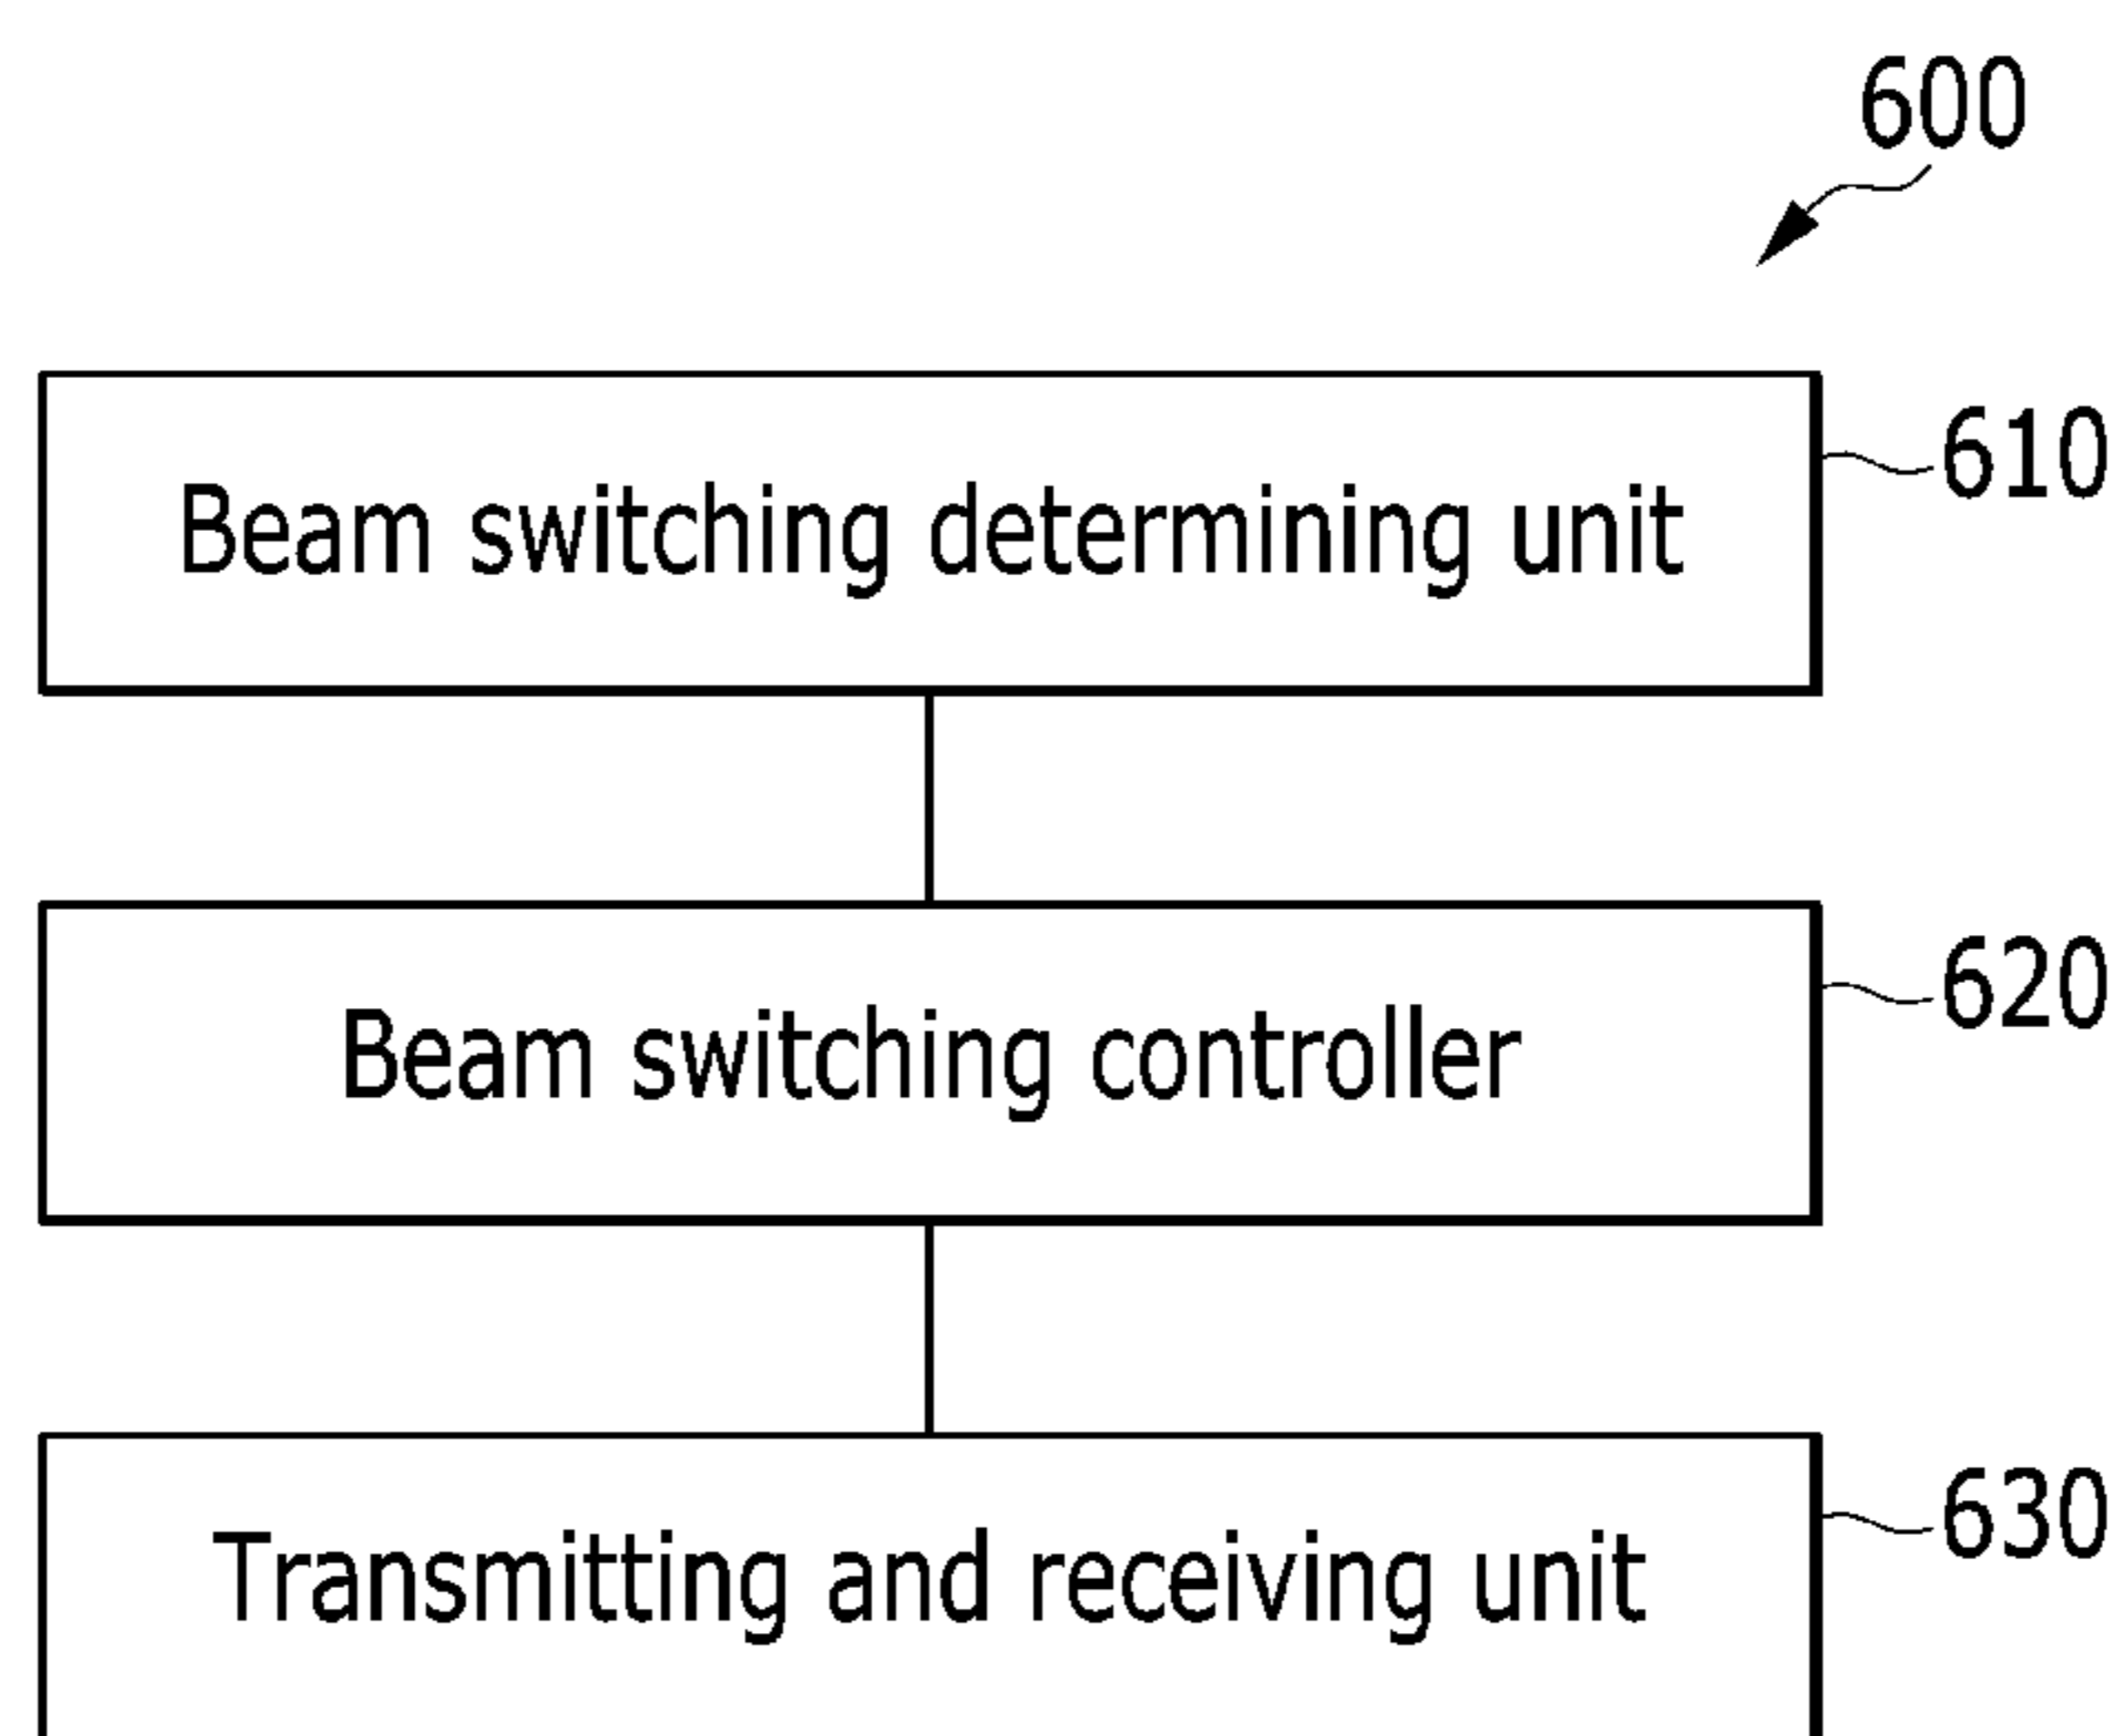 600
Beam switching determining unit
610
Beam switching controller
620
Transmitting and receiving unit
630